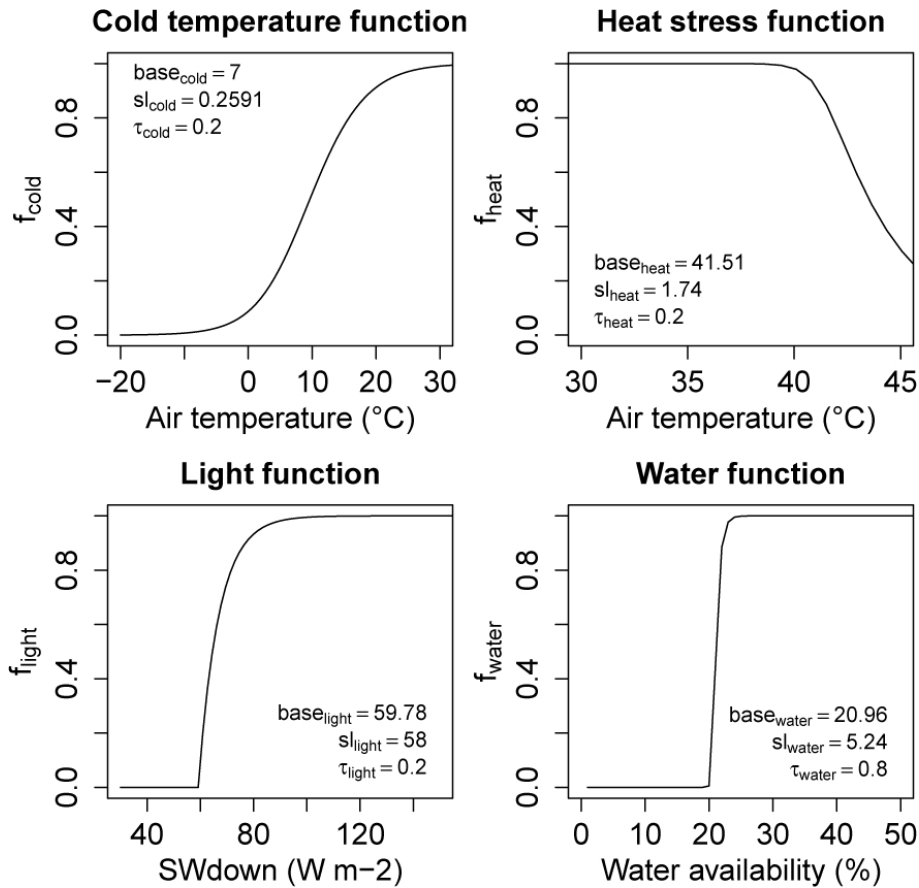 Cold temperature function
base_cold = 7
sl_cold = 0.2591
τ_cold = 0.2
f_cold
0.0 0.4 0.8
−20 0 10 20 30
Air temperature (°C)
Heat stress function
base_heat = 41.51
sl_heat = 1.74
τ_heat = 0.2
f_heat
0.0 0.4 0.8
30 35 40 45
Air temperature (°C)
Light function
base_light = 59.78
sl_light = 58
τ_light = 0.2
f_light
0.0 0.4 0.8
40 80 120
SWdown (W m−2)
Water function
base_water = 20.96
sl_water = 5.24
τ_water = 0.8
f_water
0.0 0.4 0.8
0 10 20 30 40 50
Water availability (%)